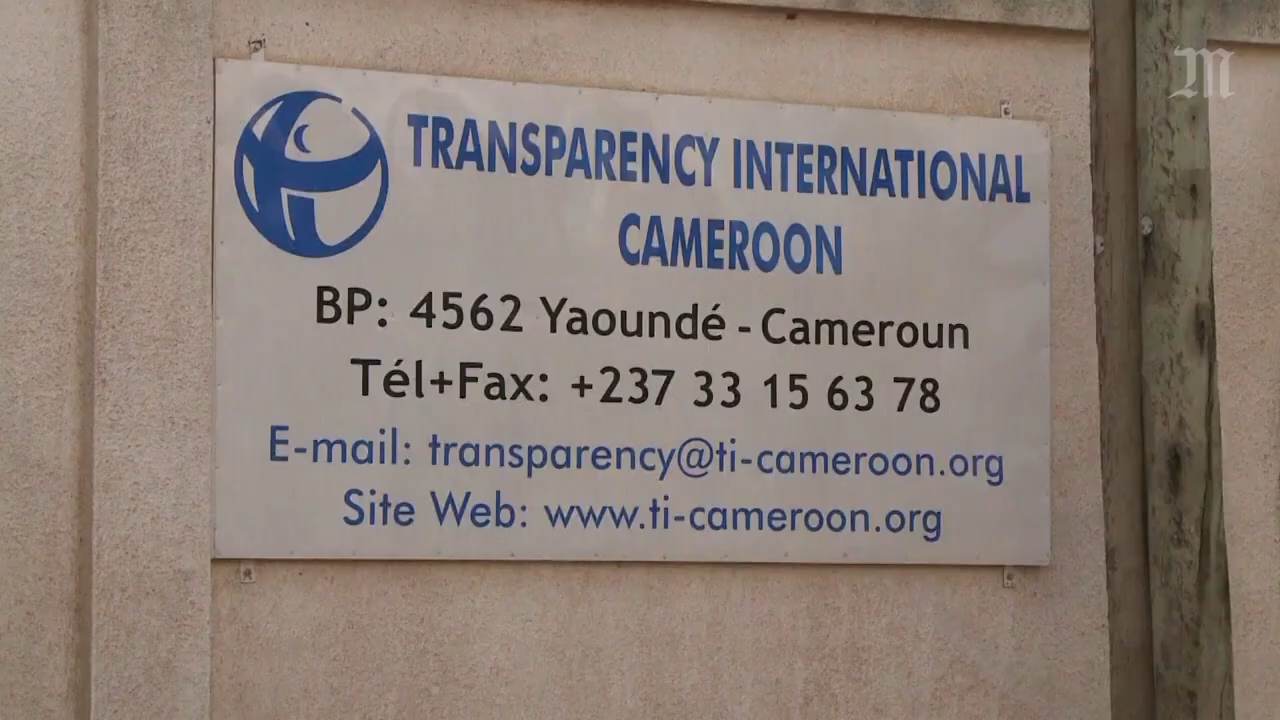 M
TRANSPARENCY INTERNATIONAL
CAMEROON
BP: 4562 Yaoundé - Cameroun
Tél+Fax: +237 33 15 63 78
E-mail: transparency@ti-cameroon.org
Site Web: www.ti-cameroon.org